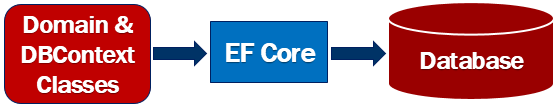 Domain &
DBContext
Classes
EF Core
Database